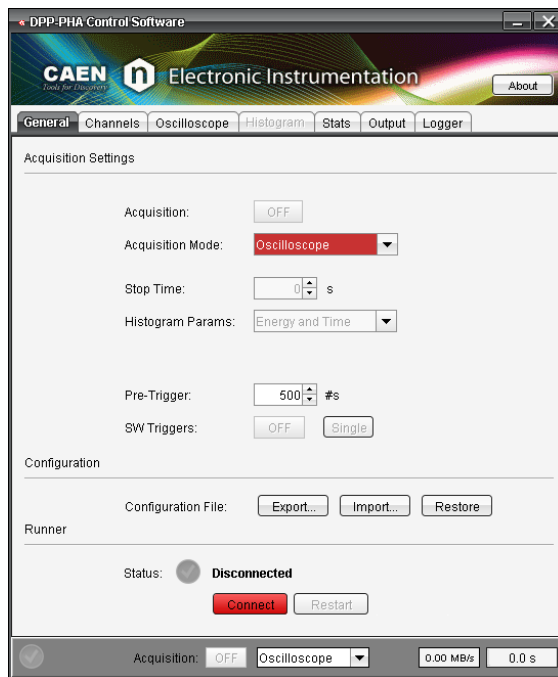 DPP-PHA Control Software
CAEN n Electronic Instrumentation
Tools for Discovery
About
General Channels Oscilloscope Histogram Stats Output Logger
Acquisition Settings
Acquisition: OFF
Acquisition Mode: Oscilloscope
Stop Time: 0 s
Histogram Params: Energy and Time
Pre-Trigger: 500 #s
SW Triggers: OFF Single
Configuration
Configuration File: Export... Import... Restore
Runner
Status: Disconnected
Connect Restart
Acquisition: OFF Oscilloscope 0.00 MB/s 0.0 s